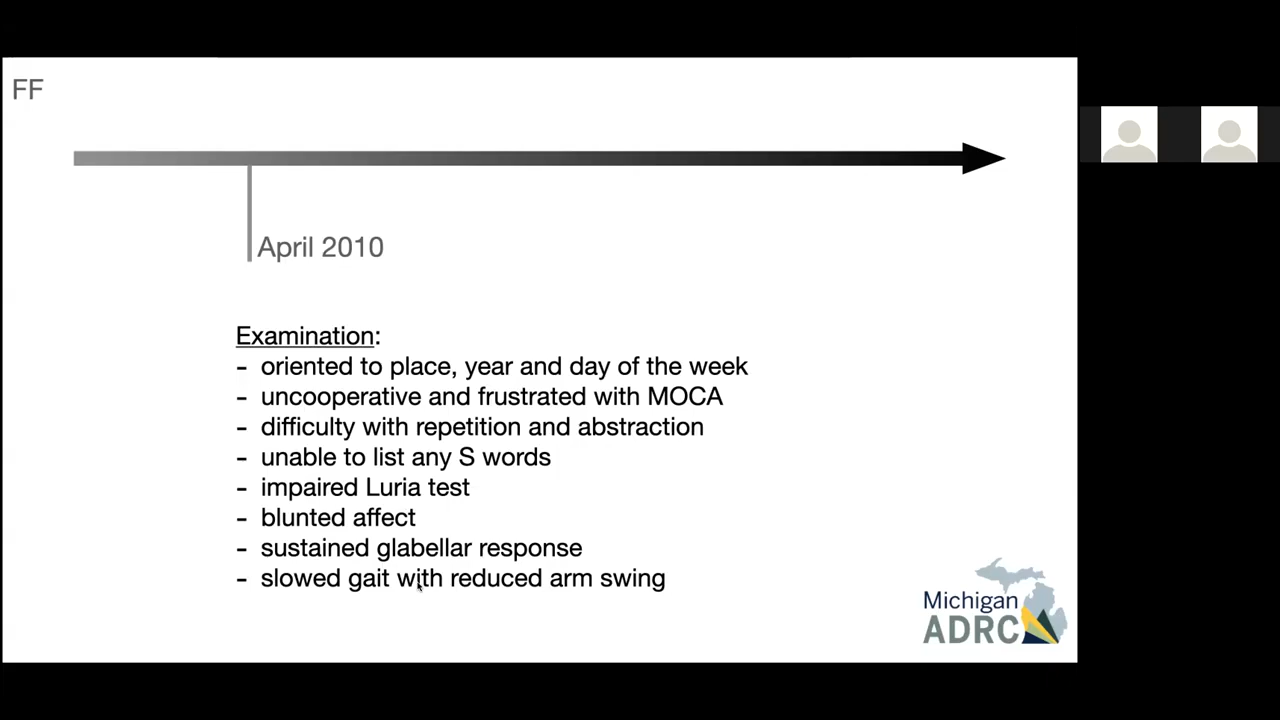 FF
April 2010
Examination:
- oriented to place, year and day of the week
- uncooperative and frustrated with MOCA
- difficulty with repetition and abstraction
- unable to list any S words
- impaired Luria test
- blunted affect
- sustained glabellar response
- slowed gait with reduced arm swing
Michigan
ADRC